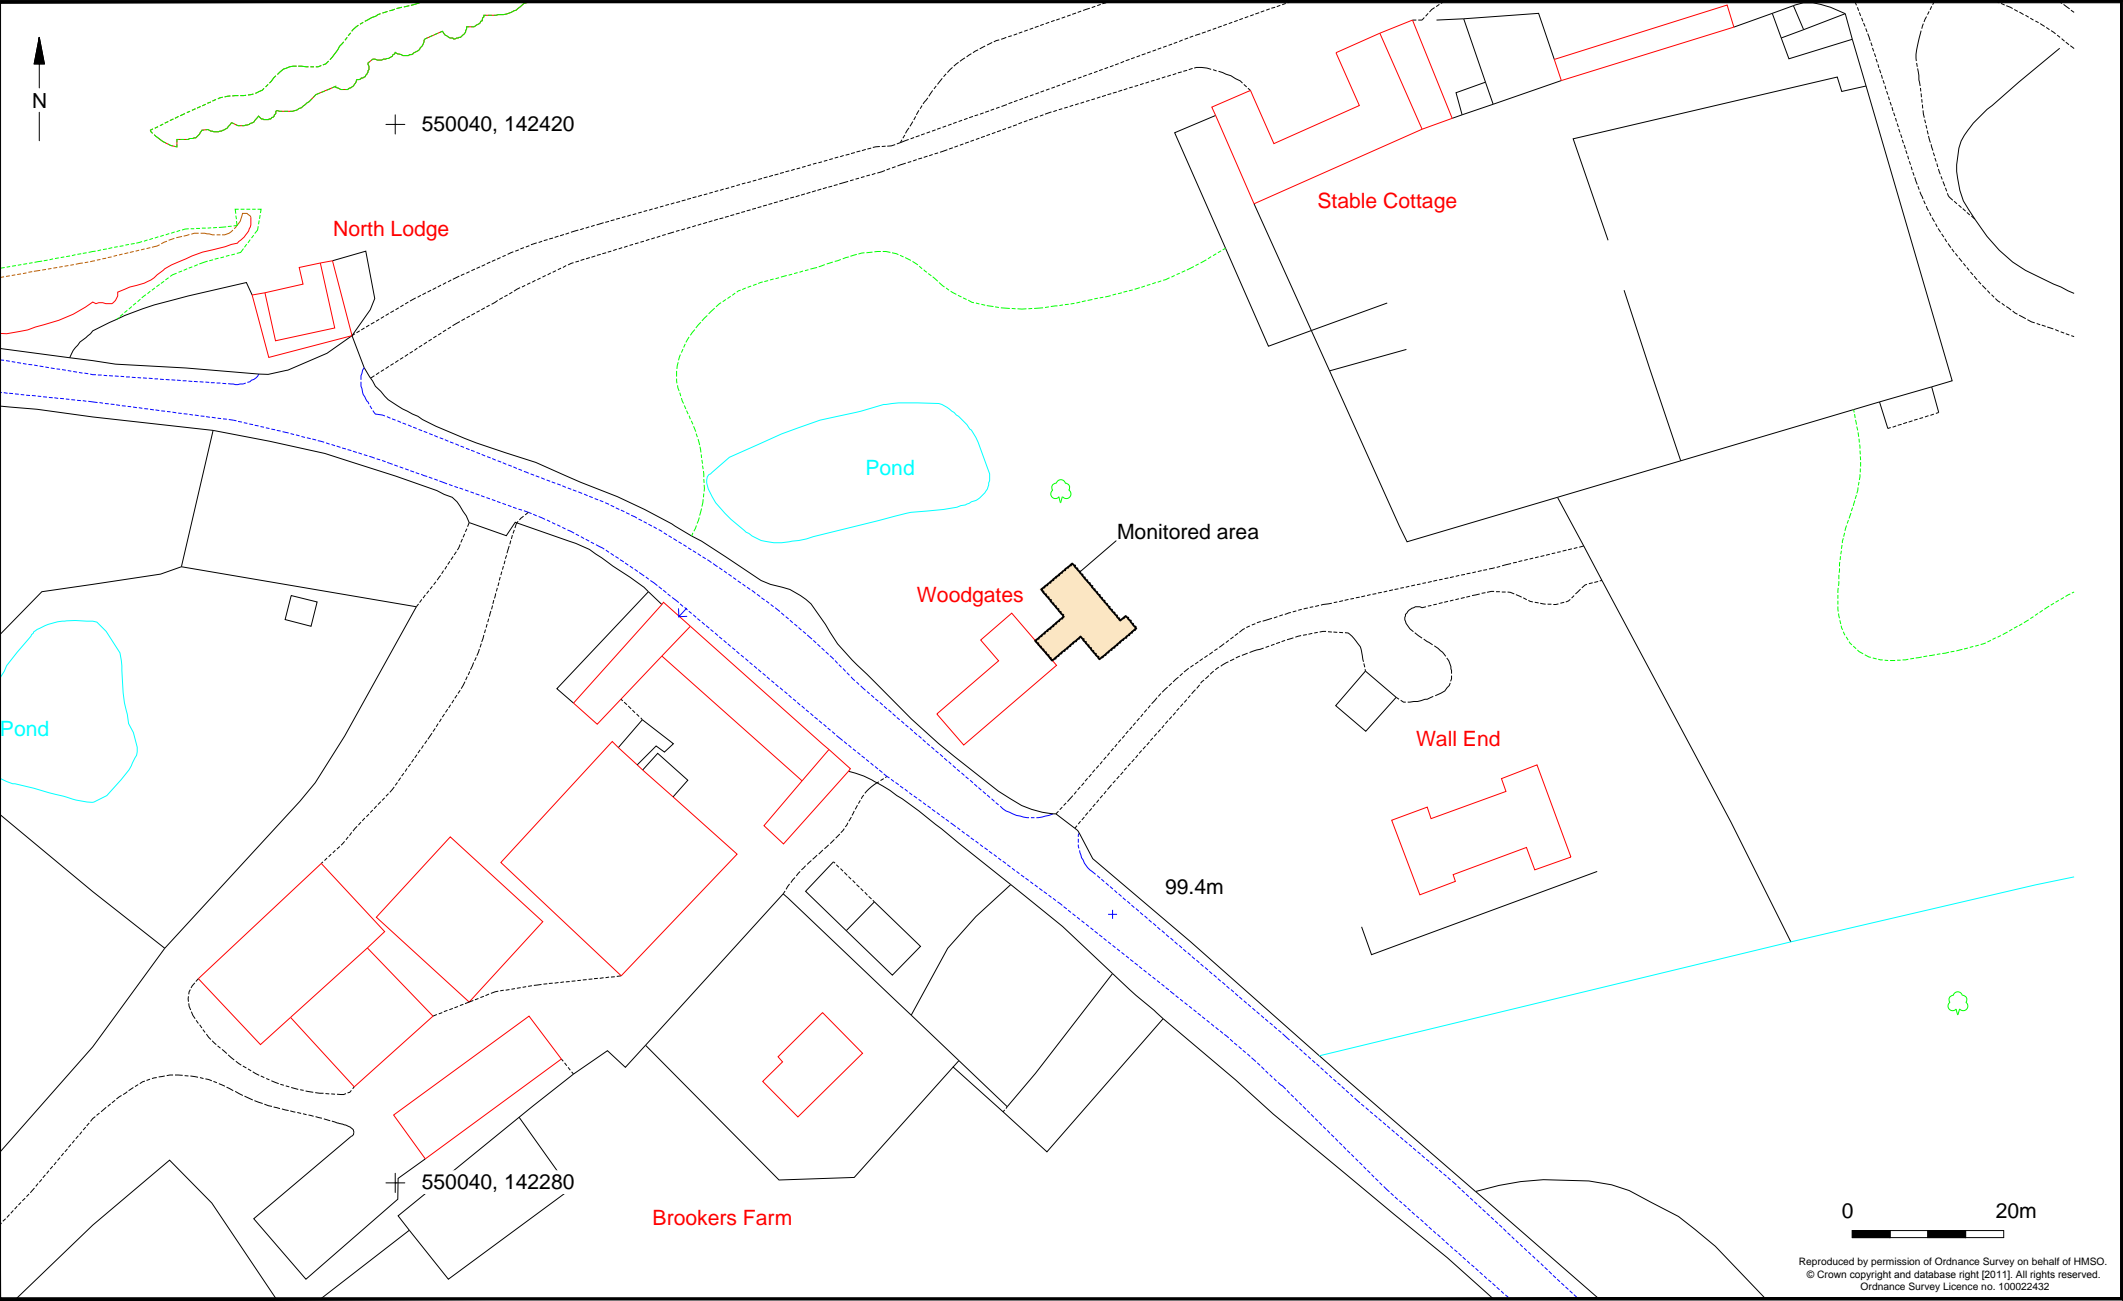 N
550040, 142420
North Lodge
Stable Cottage
Pond
Monitored area
Woodgates
Pond
Wall End
99.4m
550040, 142280
Brookers Farm
0 20m
Reproduced by permission of Ordnance Survey on behalf of HMSO.
© Crown copyright and database right [2011]. All rights reserved.
Ordnance Survey Licence no. 100022432